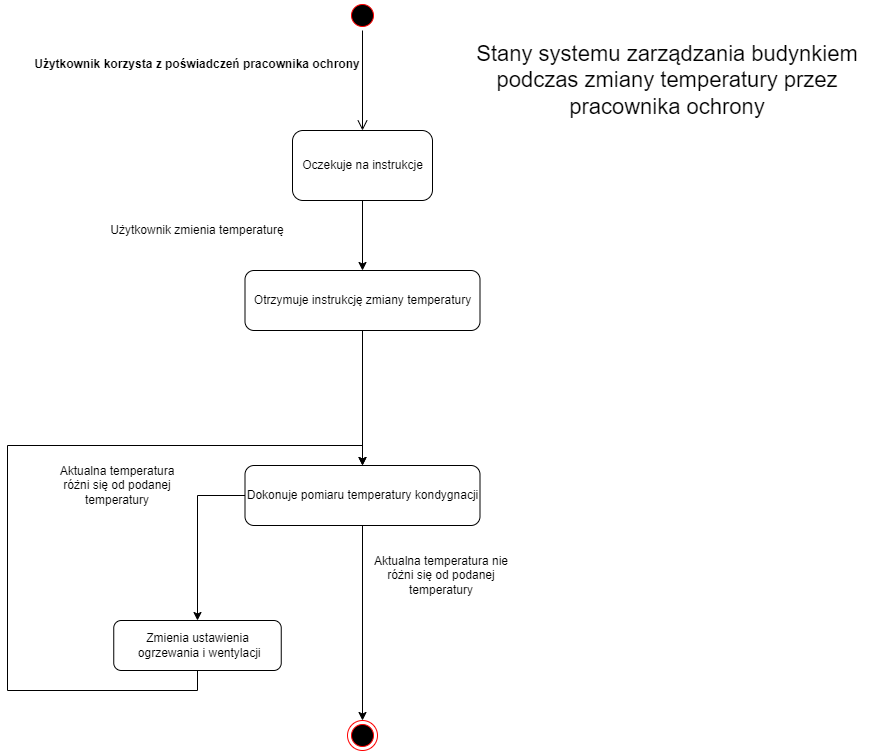 Stany systemu zarządzania budynkiem
podczas zmiany temperatury przez
pracownika ochrony
Użytkownik korzysta z poświadczeń pracownika ochrony
Oczekuje na instrukcje
Użytkownik zmienia temperaturę
Otrzymuje instrukcję zmiany temperatury
Aktualna temperatura
różni się od podanej
temperatury
Dokonuje pomiaru temperatury kondygnacji
Aktualna temperatura nie
różni się od podanej
temperatury
Zmienia ustawienia
ogrzewania i wentylacji